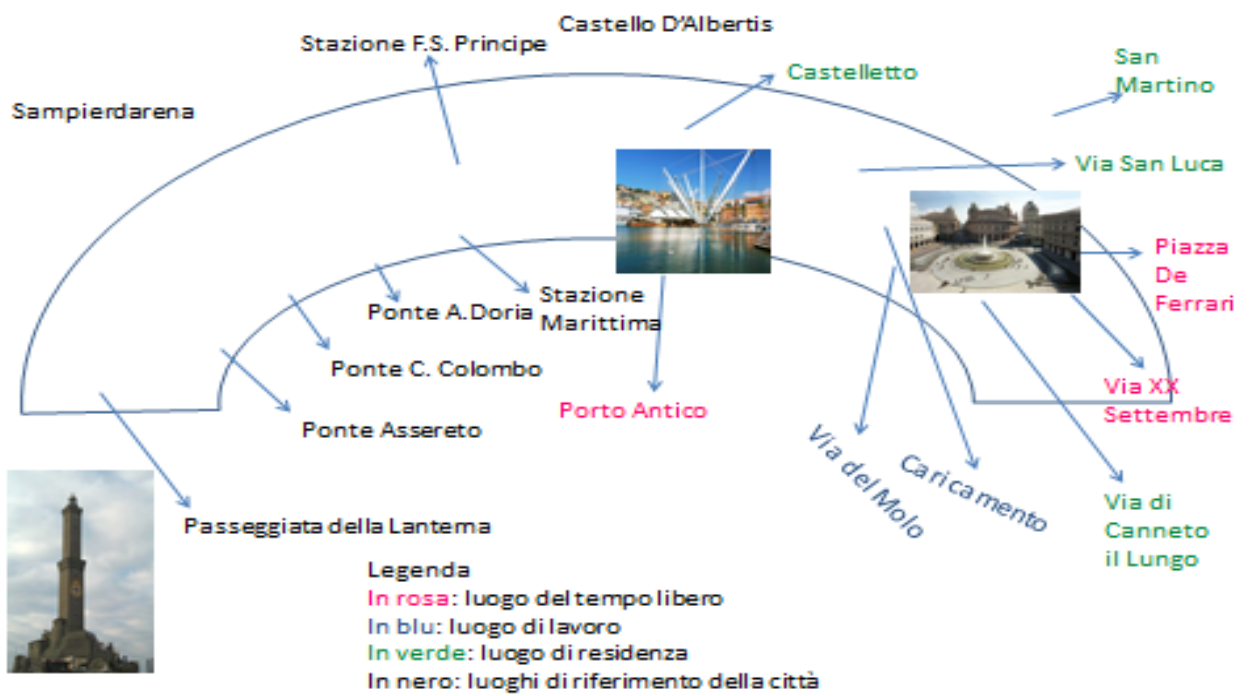 Castello D'Albertis
Stazione F.S. Principe
Castelletto
San
Martino
Sampierdarena
Via San Luca
Piazza
De
Ferrari
Stazione
Marittima
Ponte A.Doria
Ponte C. Colombo
Via XX
Settembre
Porto Antico
Ponte Assereto
Via del Molo
Caricamento
Via di
Canneto
il Lungo
Passeggiata della Lanterna
Legenda
In rosa: luogo del tempo libero
In blu: luogo di lavoro
In verde: luogo di residenza
In nero: luoghi di riferimento della città